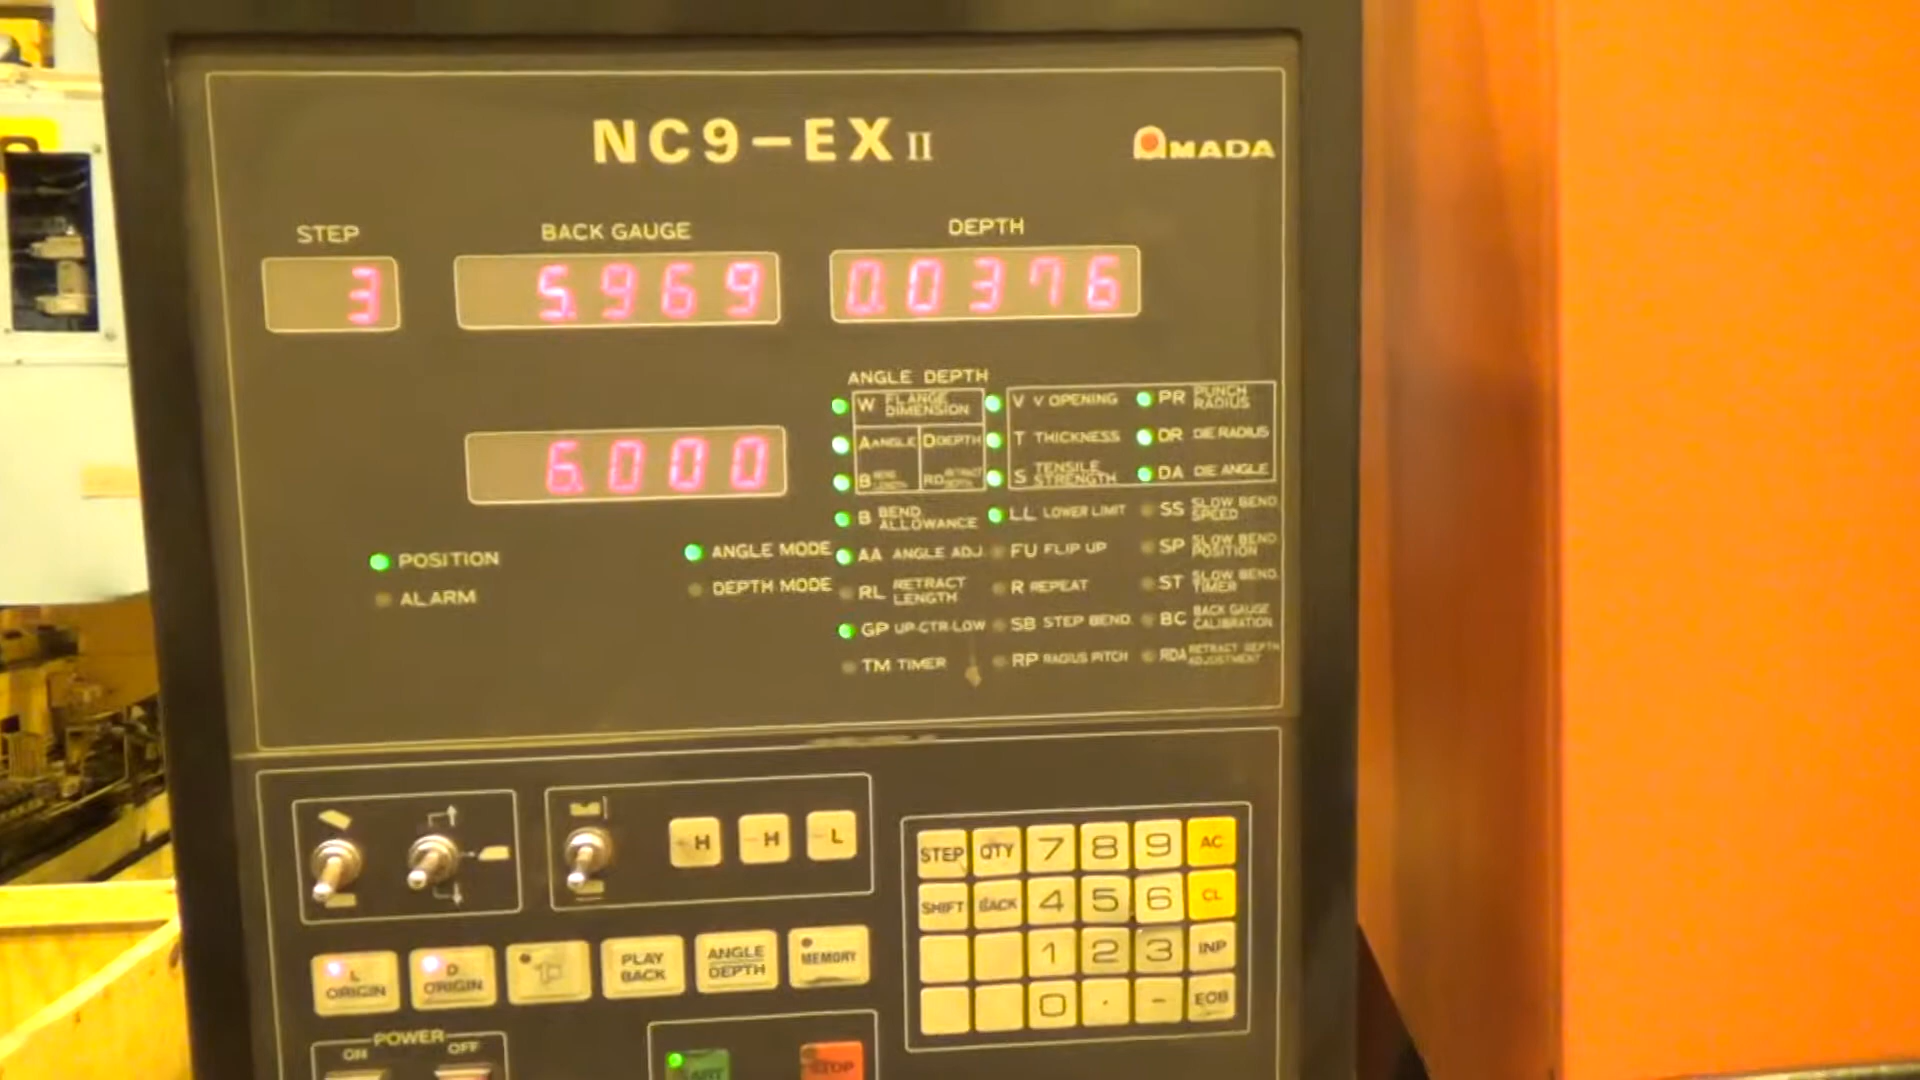 NC9-EX II
AMADA
STEP
BACK GAUGE
DEPTH
3
5.969
0.0376
ANGLE DEPTH
W FLANGE DIMENSION
V V OPENING
PR PUNCH RADIUS
6.000
A ANGLE
D DEPTH
T THICKNESS
DR DIE RADIUS
B BEND LENGTH
RD RETRACT DEPTH
S TENSILE STRENGTH
DA DIE ANGLE
B BEND ALLOWANCE
LL LOWER LIMIT
SS SLOW BEND SPEED
POSITION
ANGLE MODE
AA ANGLE ADJ.
FU FLIP UP
SP SLOW BEND POSITION
ALARM
DEPTH MODE
RL RETRACT LENGTH
R REPEAT
ST SLOW BEND TIMER
GP UP-CTR-LOW
SB STEP BEND
BC BACK GAUGE CALIBRATION
TM TIMER
RP RADIUS PITCH
RDA RETRACT DEPTH ADJUSTMENT
H
-H
-L
STEP
QTY
7
8
9
AC
SHIFT
BACK
4
5
6
CL
1
2
3
INP
0
.
-
EOB
L ORIGIN
D ORIGIN
PLAY BACK
ANGLE DEPTH
MEMORY
POWER
ON
OFF
START
STOP